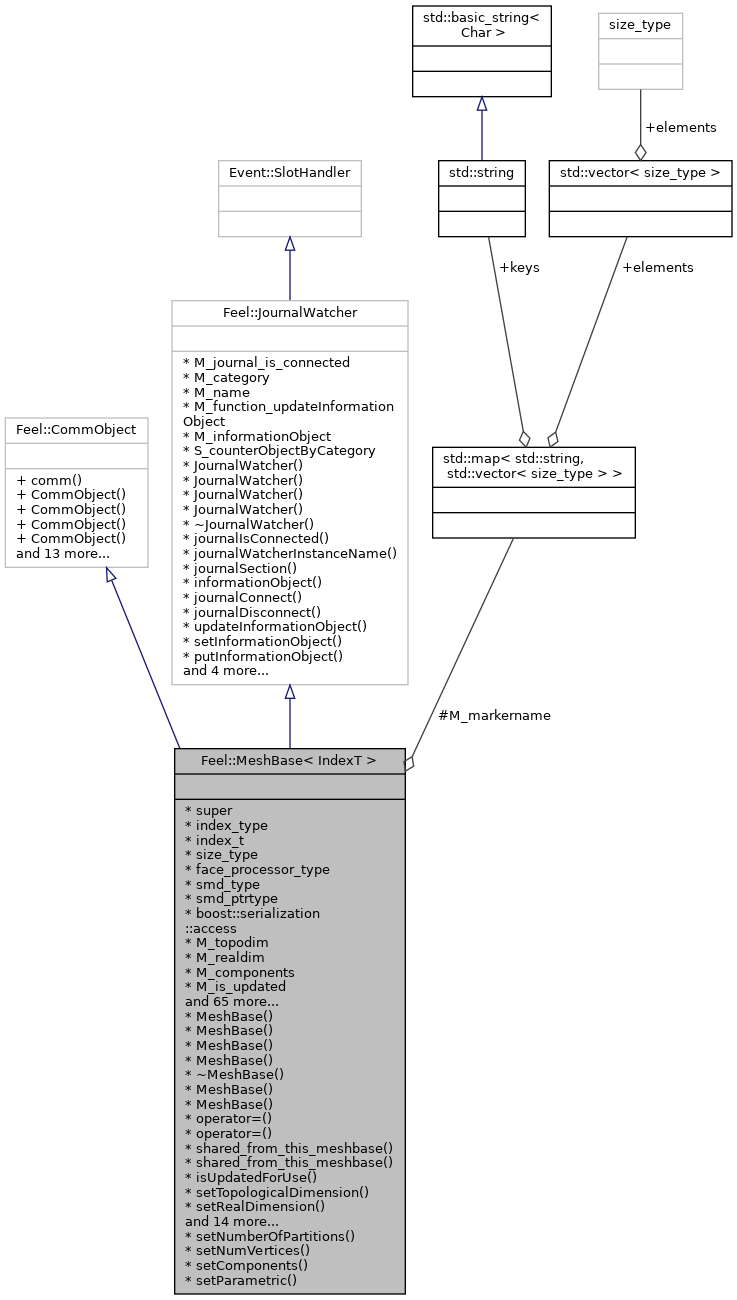 std::basic_string<
Char >
size_type
+elements
Event::SlotHandler
std::string
std::vector< size_type >
+keys
+elements
Feel::JournalWatcher
* M_journal_is_connected
* M_category
* M_name
* M_function_updateInformation
Object
* M_informationObject
* S_counterObjectByCategory
* JournalWatcher()
* JournalWatcher()
* JournalWatcher()
* JournalWatcher()
* ~JournalWatcher()
* journalIsConnected()
* journalWatcherInstanceName()
* journalSection()
* informationObject()
* journalConnect()
* journalDisconnect()
* updateInformationObject()
* setInformationObject()
* putInformationObject()
and 4 more...
Feel::CommObject
+ comm()
+ CommObject()
+ CommObject()
+ CommObject()
+ CommObject()
and 13 more...
std::map< std::string,
std::vector< size_type > >
#M_markername
Feel::MeshBase< IndexT >
* super
* index_type
* index_t
* size_type
* face_processor_type
* smd_type
* smd_ptrtype
* boost::serialization
::access
* M_topodim
* M_realdim
* M_components
* M_is_updated
and 65 more...
* MeshBase()
* MeshBase()
* MeshBase()
* MeshBase()
* ~MeshBase()
* MeshBase()
* MeshBase()
* operator=()
* operator=()
* shared_from_this_meshbase()
* shared_from_this_meshbase()
* isUpdatedForUse()
* setTopologicalDimension()
* setRealDimension()
and 14 more...
* setNumberOfPartitions()
* setNumVertices()
* setComponents()
* setParametric()